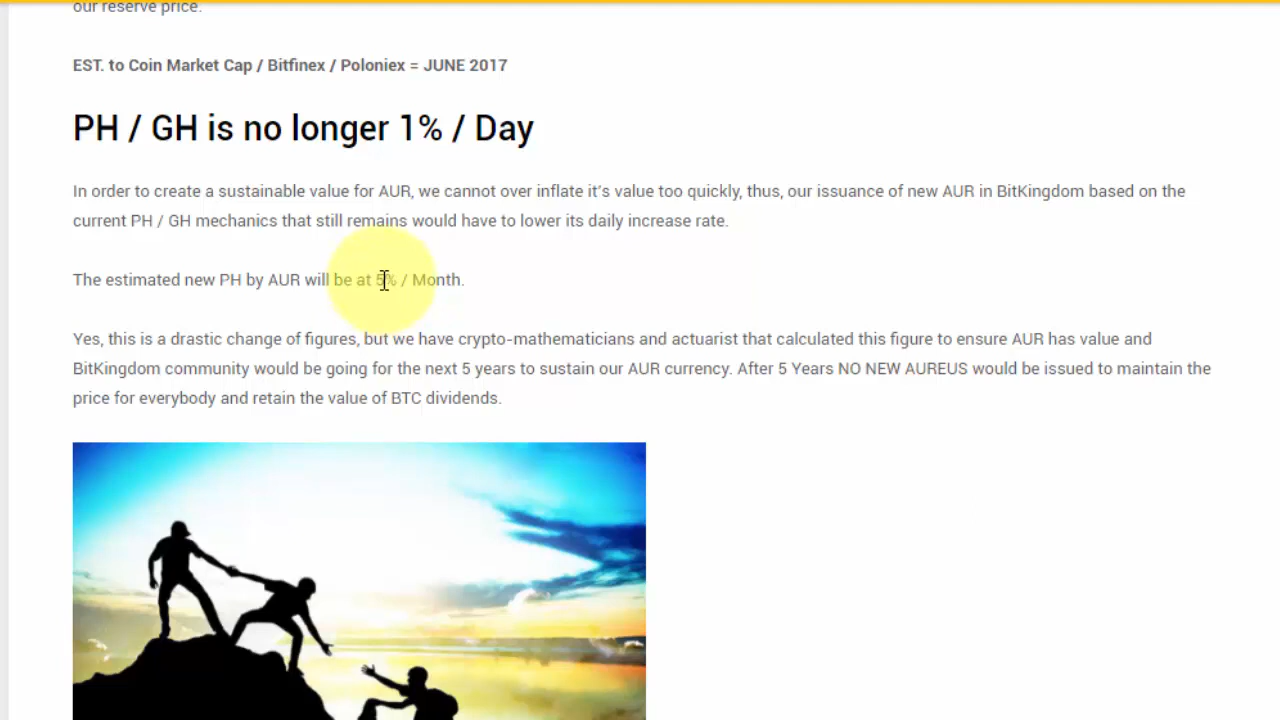 our reserve price.
EST. to Coin Market Cap / Bitfinex / Poloniex = JUNE 2017
PH / GH is no longer 1% / Day
In order to create a sustainable value for AUR, we cannot over inflate it's value too quickly, thus, our issuance of new AUR in BitKingdom based on the
current PH / GH mechanics that still remains would have to lower its daily increase rate.
The estimated new PH by AUR will be at 5% / Month.
Yes, this is a drastic change of figures, but we have crypto-mathematicians and actuarist that calculated this figure to ensure AUR has value and
BitKingdom community would be going for the next 5 years to sustain our AUR currency. After 5 Years NO NEW AUREUS would be issued to maintain the
price for everybody and retain the value of BTC dividends.